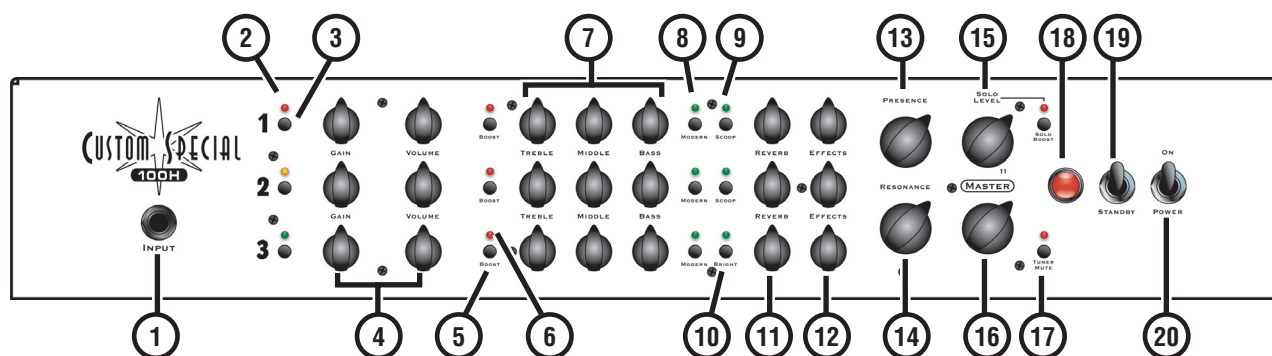 2 3 7 8 9 13 15 18 19
CUSTOM SPECIAL
100H
INPUT
1
GAIN VOLUME BOOST TREBLE MIDDLE BASS MODERN SCOOP REVERB EFFECTS
2
GAIN VOLUME BOOST TREBLE MIDDLE BASS MODERN SCOOP REVERB EFFECTS
3
BOOST MODERN BRIGHT
PRESENCE
SOLO
LEVEL
SOLO
BOOST
11
RESONANCE
MASTER
TUNER
MUTE
STANDBY
ON
POWER
1 4 5 6 10 11 12 14 16 17 20